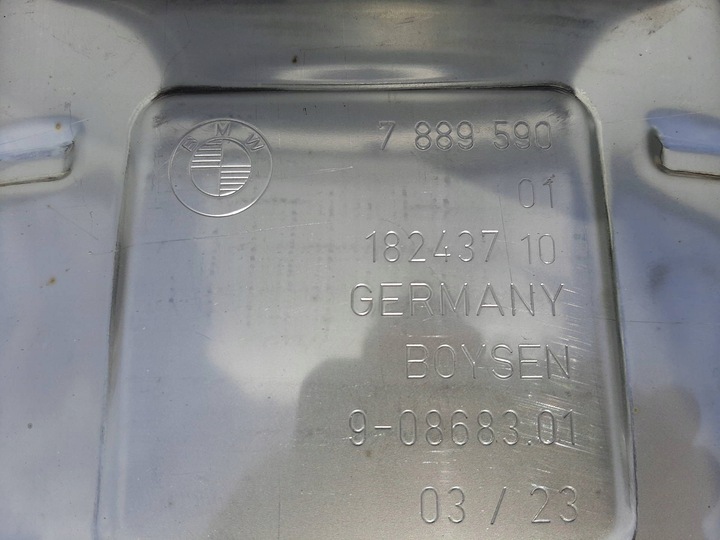 BMW
7 889 590
01
182437 10
GERMANY
BOYSEN
9-08683.01
03 / 23